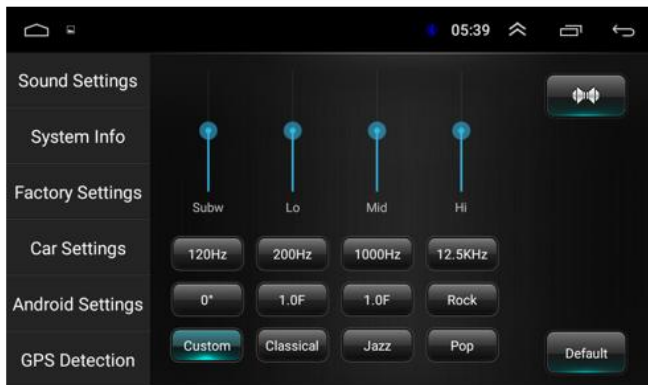 05:39
Sound Settings
System Info
Factory Settings
Car Settings
Android Settings
GPS Detection
Subw Lo Mid Hi
120Hz 200Hz 1000Hz 12.5KHz
0° 1.0F 1.0F Rock
Custom Classical Jazz Pop
Default